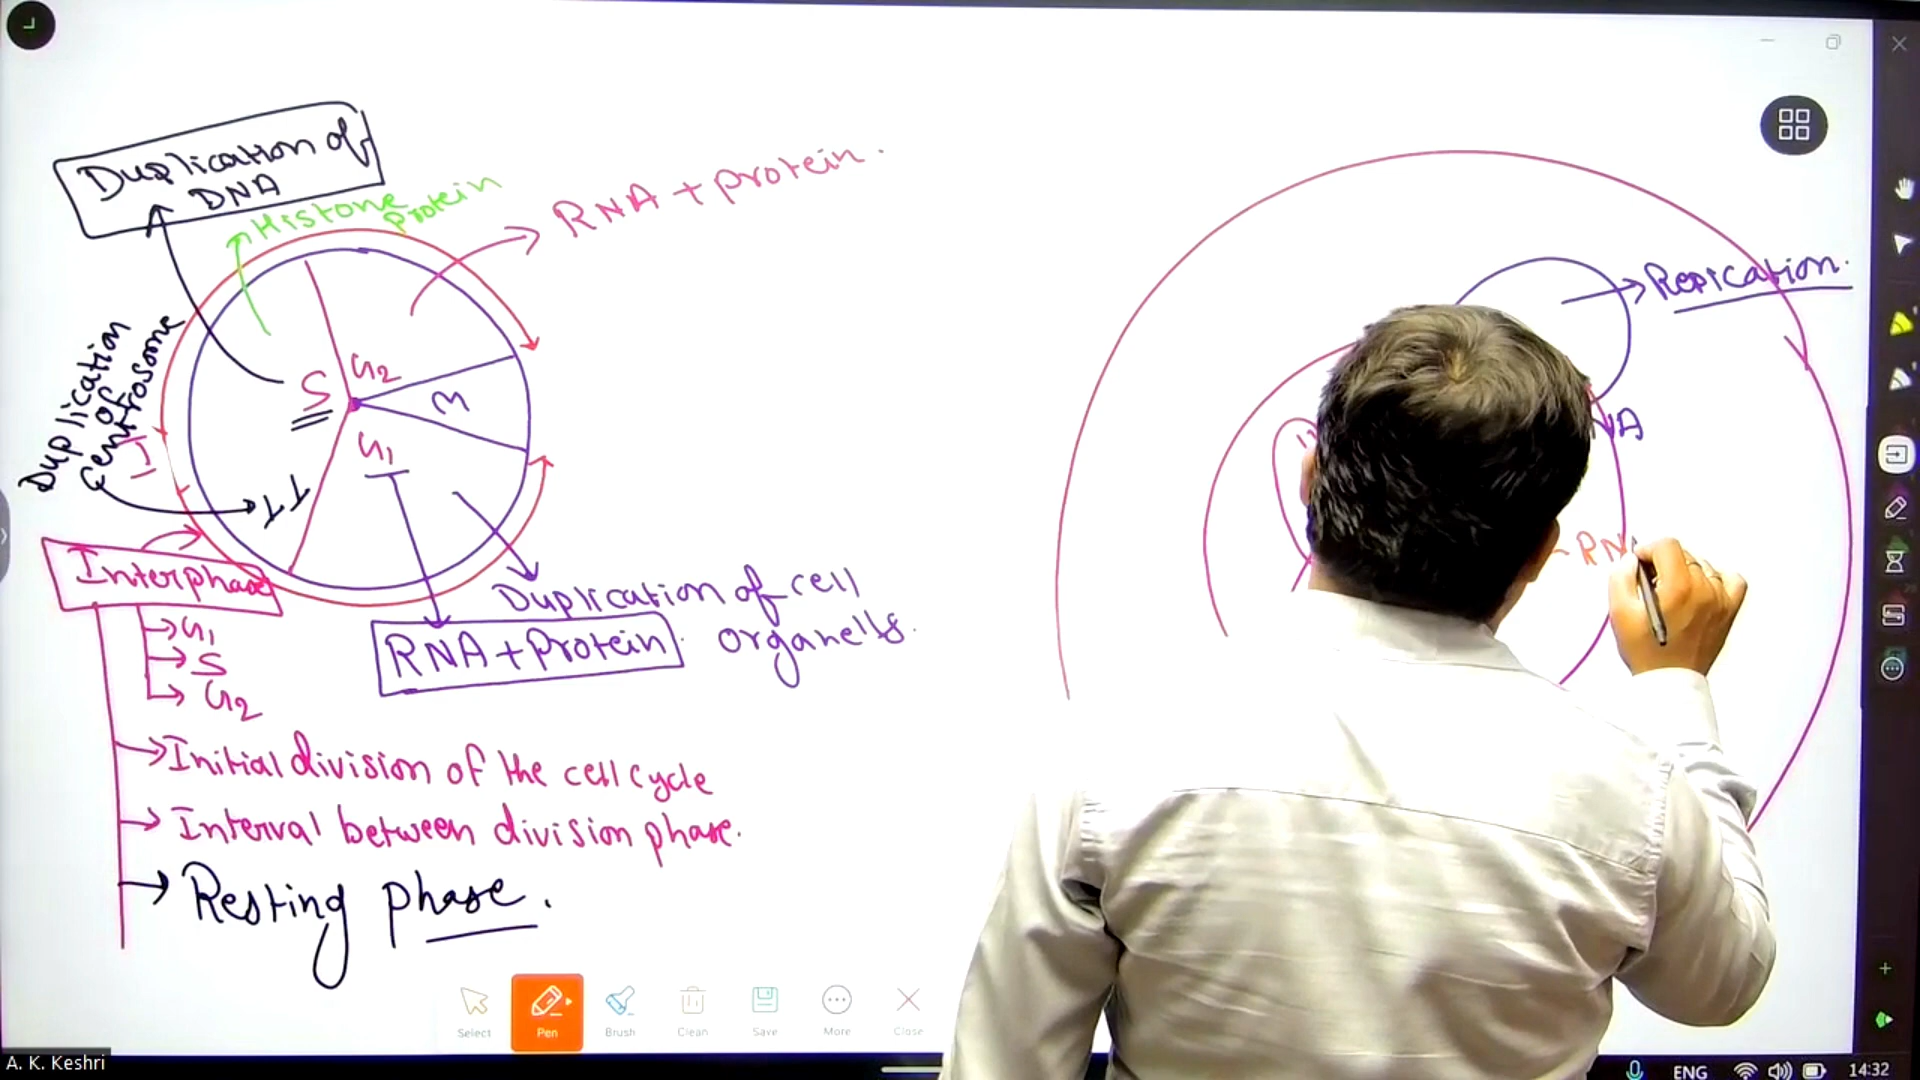 Duplication of
DNA
Histone
Protein
RNA + protein.
Duplication
of
Centrosome
S
G2
M
G1
Interphase
G1
S
G2
Duplication of cell
organells.
RNA + Protein
Initial division of the cell cycle
Interval between division phase.
Resting phase.
Replication.
Select
Pen
Brush
Clean
Save
More
Close
A. K. Keshri
ENG
14:32